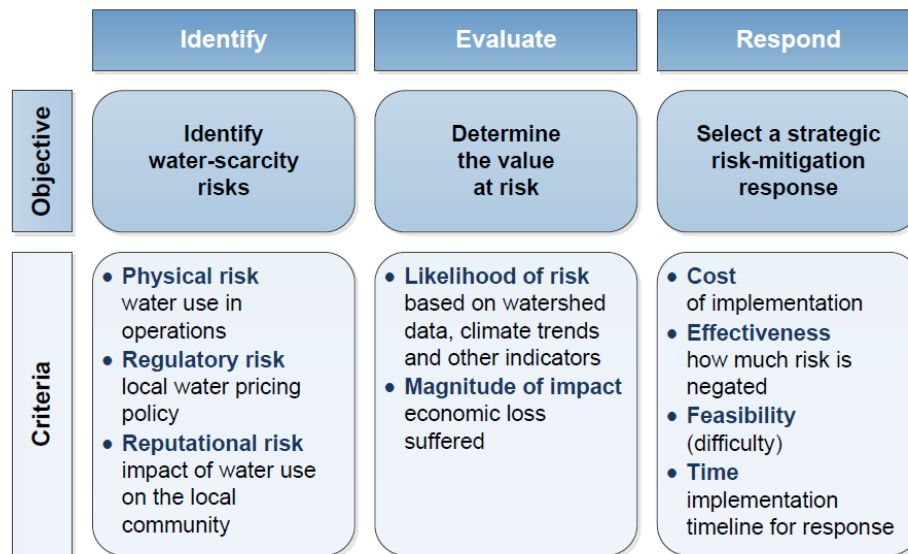 Identify
Evaluate
Respond
Objective
Identify
water-scarcity
risks
Determine
the value
at risk
Select a strategic
risk-mitigation
response
Criteria
• Physical risk
water use in
operations
• Regulatory risk
local water pricing
policy
• Reputational risk
impact of water use
on the local
community
• Likelihood of risk
based on watershed
data, climate trends
and other indicators
• Magnitude of impact
economic loss
suffered
• Cost
of implementation
• Effectiveness
how much risk is
negated
• Feasibility
(difficulty)
• Time
implementation
timeline for response